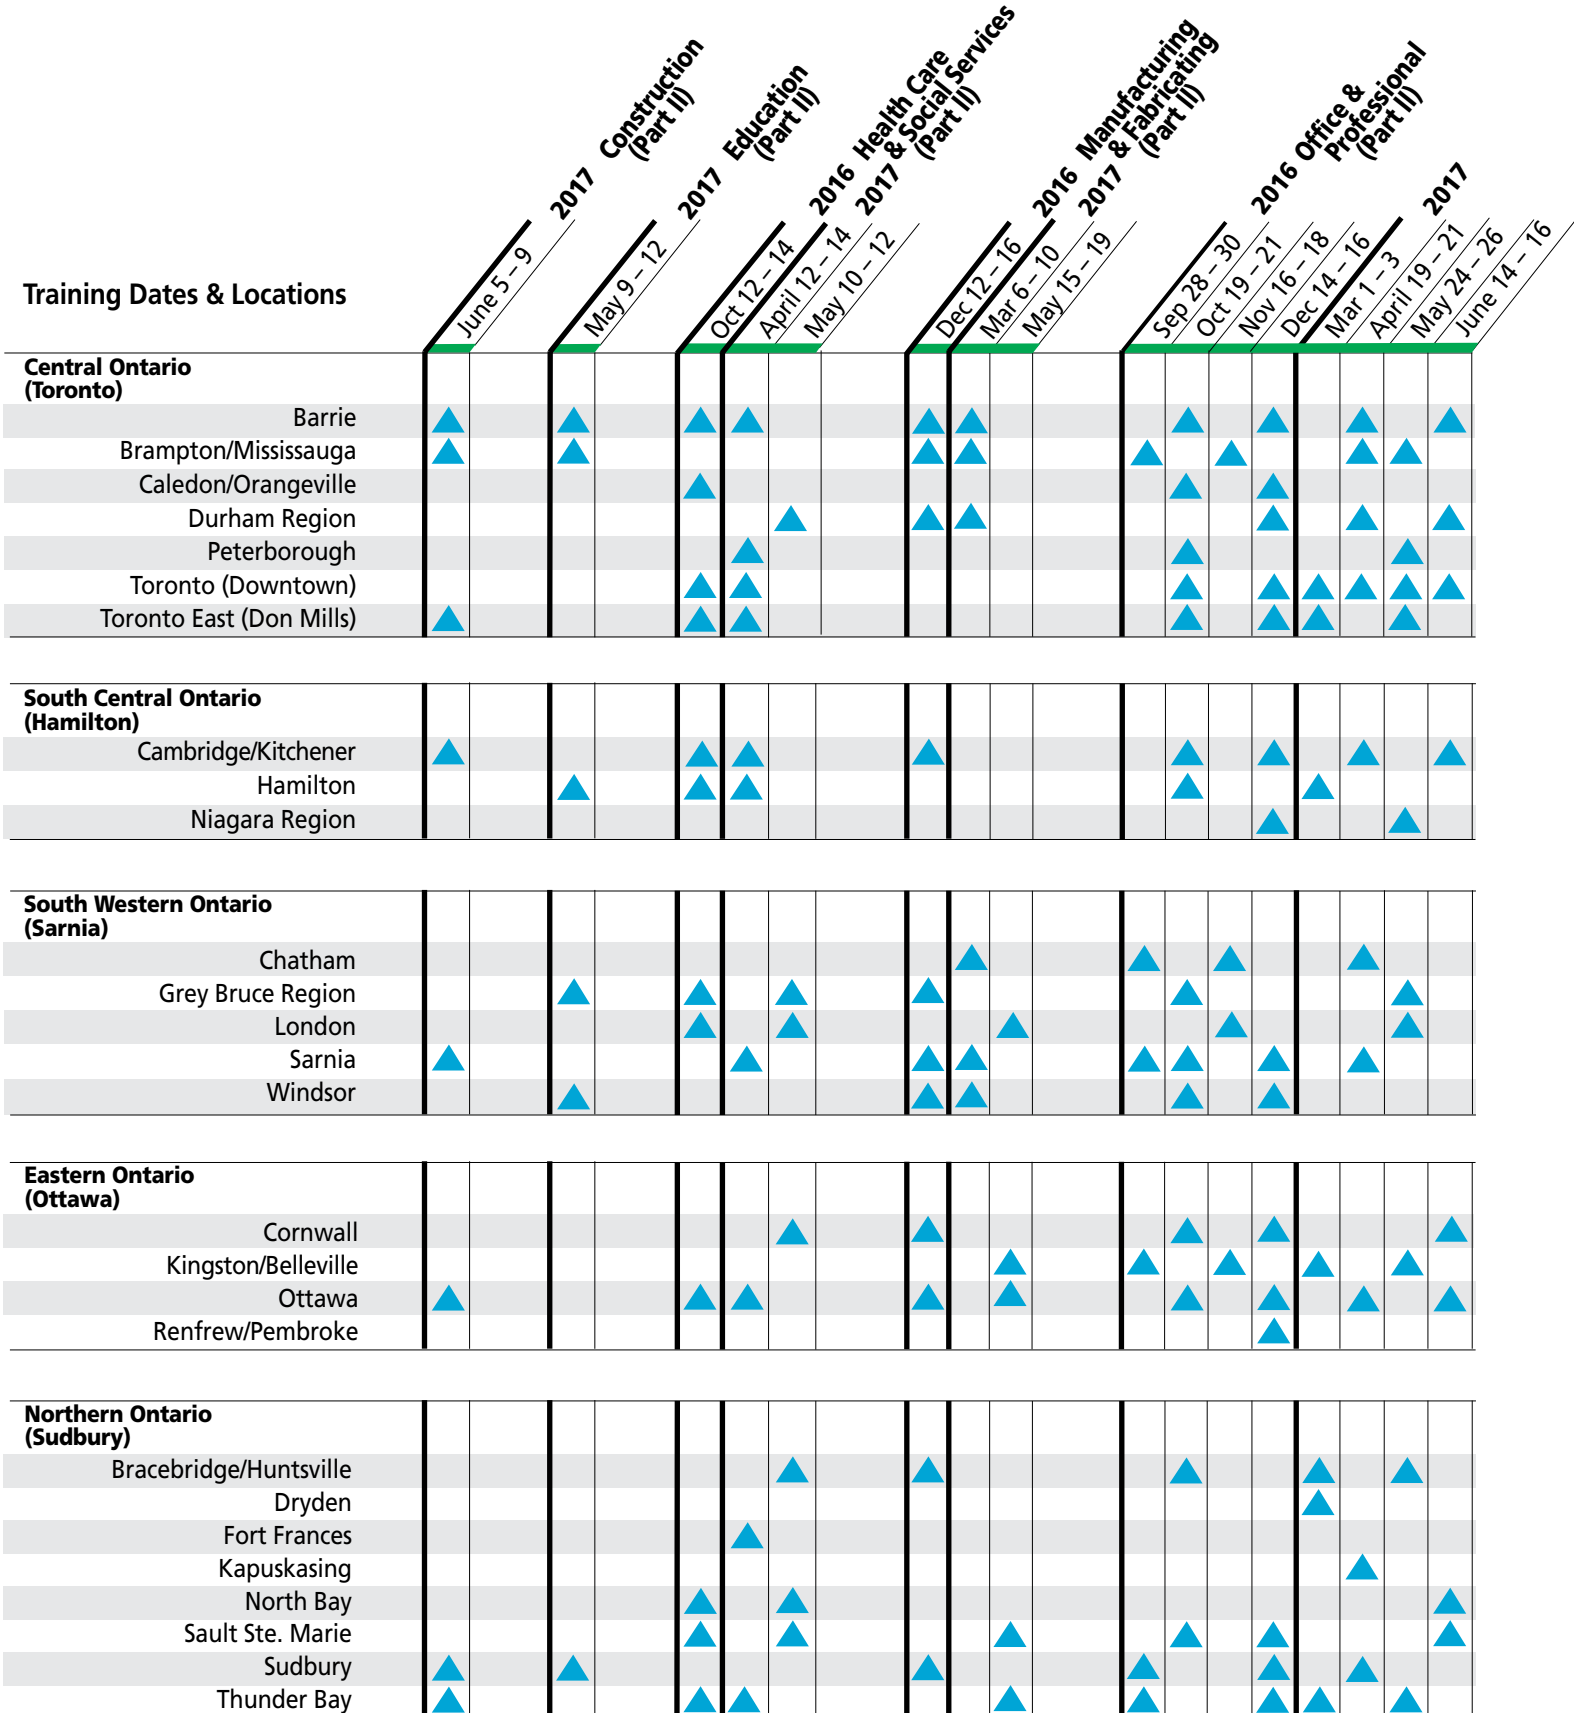 2017 Construction
(Part II)
2017 Education
(Part II)
2016 Health Care
2017 & Social Services
(Part II)
2016 Manufacturing
2017 & Fabricating
(Part II)
2016 Office &
Professional
(Part II)
2017
Training Dates & Locations
June 5 – 9
May 9 – 12
Oct 12 – 14
April 12 – 14
May 10 – 12
Dec 12 – 16
Mar 6 – 10
May 15 – 19
Sep 28 – 30
Oct 19 – 21
Nov 16 – 18
Dec 14 – 16
Mar 1 – 3
April 19 – 21
May 24 – 26
June 14 – 16
Central Ontario
(Toronto)
Barrie
Brampton/Mississauga
Caledon/Orangeville
Durham Region
Peterborough
Toronto (Downtown)
Toronto East (Don Mills)
South Central Ontario
(Hamilton)
Cambridge/Kitchener
Hamilton
Niagara Region
South Western Ontario
(Sarnia)
Chatham
Grey Bruce Region
London
Sarnia
Windsor
Eastern Ontario
(Ottawa)
Cornwall
Kingston/Belleville
Ottawa
Renfrew/Pembroke
Northern Ontario
(Sudbury)
Bracebridge/Huntsville
Dryden
Fort Frances
Kapuskasing
North Bay
Sault Ste. Marie
Sudbury
Thunder Bay